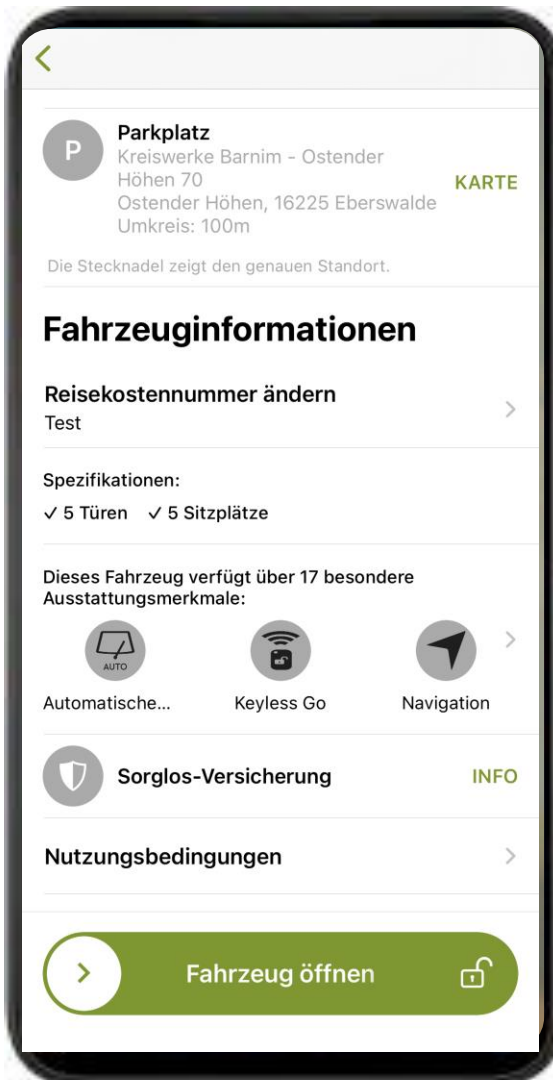 P
Parkplatz
Kreiswerke Barnim - Ostender
Höhen 70
Ostender Höhen, 16225 Eberswalde
Umkreis: 100m
KARTE
Die Stecknadel zeigt den genauen Standort.
Fahrzeuginformationen
Reisekostennummer ändern
Test
Spezifikationen:
✓ 5 Türen ✓ 5 Sitzplätze
Dieses Fahrzeug verfügt über 17 besondere
Ausstattungsmerkmale:
AUTO
Automatische... Keyless Go Navigation
Sorglos-Versicherung INFO
Nutzungsbedingungen
Fahrzeug öffnen